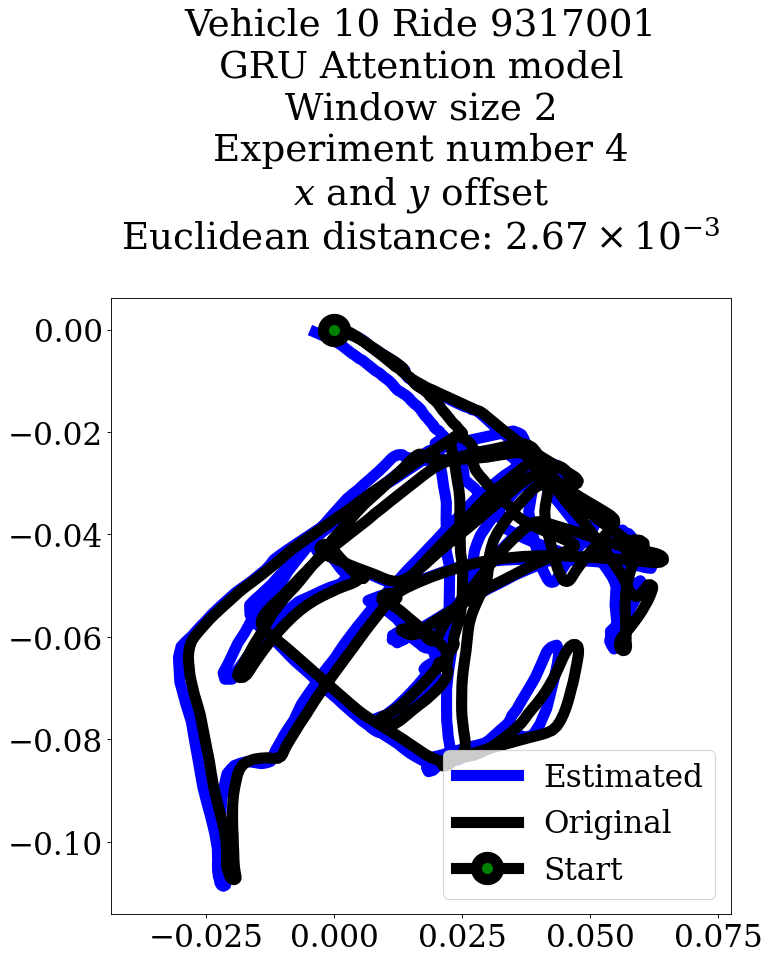 Vehicle 10 Ride 9317001
GRU Attention model
Window size 2
Experiment number 4
x and y offset
Euclidean distance: 2.67 × 10⁻³
0.00
−0.02
−0.04
−0.06
−0.08
−0.10
Estimated
Original
Start
−0.025 0.000 0.025 0.050 0.075